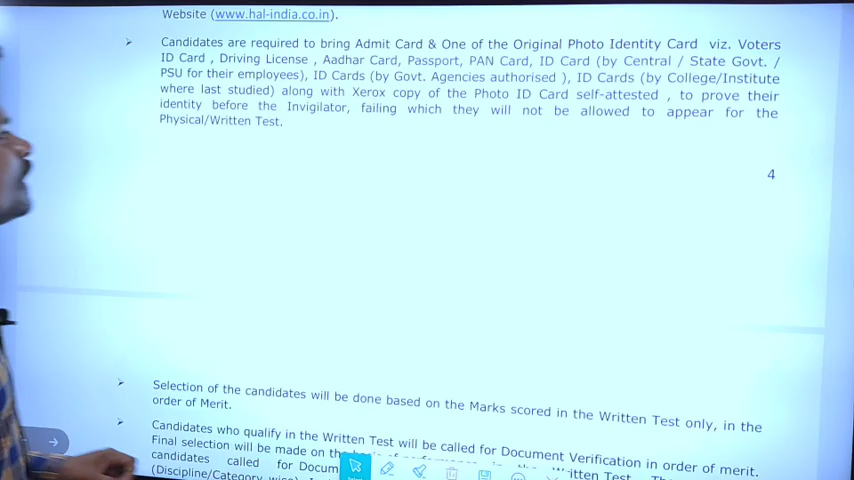 Website (www.hal-india.co.in).
➢ Candidates are required to bring Admit Card & One of the Original Photo Identity Card viz. Voters
ID Card , Driving License , Aadhar Card, Passport, PAN Card, ID Card (by Central / State Govt. /
PSU for their employees), ID Cards (by Govt. Agencies authorised ), ID Cards (by College/Institute
where last studied) along with Xerox copy of the Photo ID Card self-attested , to prove their
identity before the Invigilator, failing which they will not be allowed to appear for the
Physical/Written Test.
4
➢ Selection of the candidates will be done based on the Marks scored in the Written Test only, in the
order of Merit.
➢ Candidates who qualify in the Written Test will be called for Document Verification in order of merit.
Final selection will be made on the
candidates called for Docum
(Discipline/Category